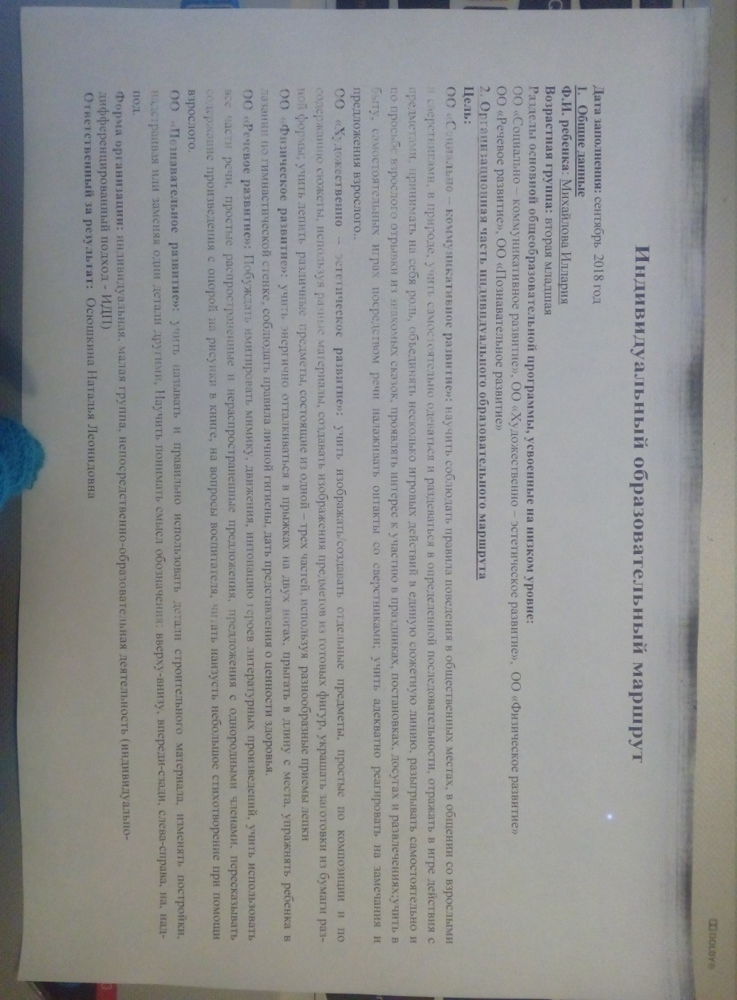 Индивидуальный образовательный маршрут
Дата заполнения: сентябрь 2018 год
1. Общие данные
Ф.И. ребенка: Михайлова Иллария
Возрастная группа: вторая младшая
Разделы основной общеобразовательной программы, усвоенные на низком уровне:
ОО «Социально – коммуникативное развитие», ОО «Художественно – эстетическое развитие», ОО «Физическое развитие»
ОО «Речевое развитие», ОО «Познавательное развитие»
2. Организационная часть индивидуального образовательного маршрута
Цель:
ОО «Социально – коммуникативное развитие»: научить соблюдать правила поведения в общественных местах, в общении со взрослыми
и сверстниками, в природе, учить самостоятельно одеваться и раздеваться в определенной последовательности, отражать в игре действия с
предметами, принимать на себя роль, объединять несколько игровых действий в единую сюжетную линию, разыгрывать самостоятельно и
по просьбе взрослого отрывки из знакомых сказок, проявлять интерес к участию в праздниках, постановках, досугах и развлечениях;учить в
быту, самостоятельных играх посредством речи налаживать онтакты со сверстниками, учить адекватно реагировать на замечания и
предложения взрослого..
ОО «Художественно – эстетическое развитие»: учить изображать/создавать отдельные предметы, простые по композиции и по
содержанию сюжеты, используя разные материалы, создавать изображения предметов из готовых фигур, украшать заготовки из бумаги раз-
ной формы; учить лепить различные предметы, состоящие из одной – трех частей, используя разнообразные приемы лепки
ОО «Физическое развитие»: учить энергично отталкиваться в прыжках на двух ногах, прыгать в длину с места, упражнять ребенка в
лазании по гимнастической стенке, соблюдать правила личной гигиены, дать представления о ценности здоровья.
ОО «Речевое развитие»: Побуждать имитировать мимику, движения, интонацию героев литературных произведений, учить использовать
все части речи, простые распространенные и нераспространенные предложения, предложения с однородными членами, пересказывать
содержание произведения с опорой на рисунки в книге, на вопросы воспитателя, читать наизусть небольшое стихотворение при помощи
взрослого.
ОО «Познавательное развитие»: учить называть и правильно использовать детали строительного материала, изменять постройки,
надстраивая или заменяя одни детали другими, Научить понимать смысл обозначения: вверху-внизу, впереди-сзади, слева-справа, на, над-
под.
Форма организации: индивидуальная, малая группа, непосредственно-образовательная деятельность (индивидуально-
дифференцированный подход - ИДП)
Ответственный за результат: Осюшкина Наталья Леонидовна
DOLBY